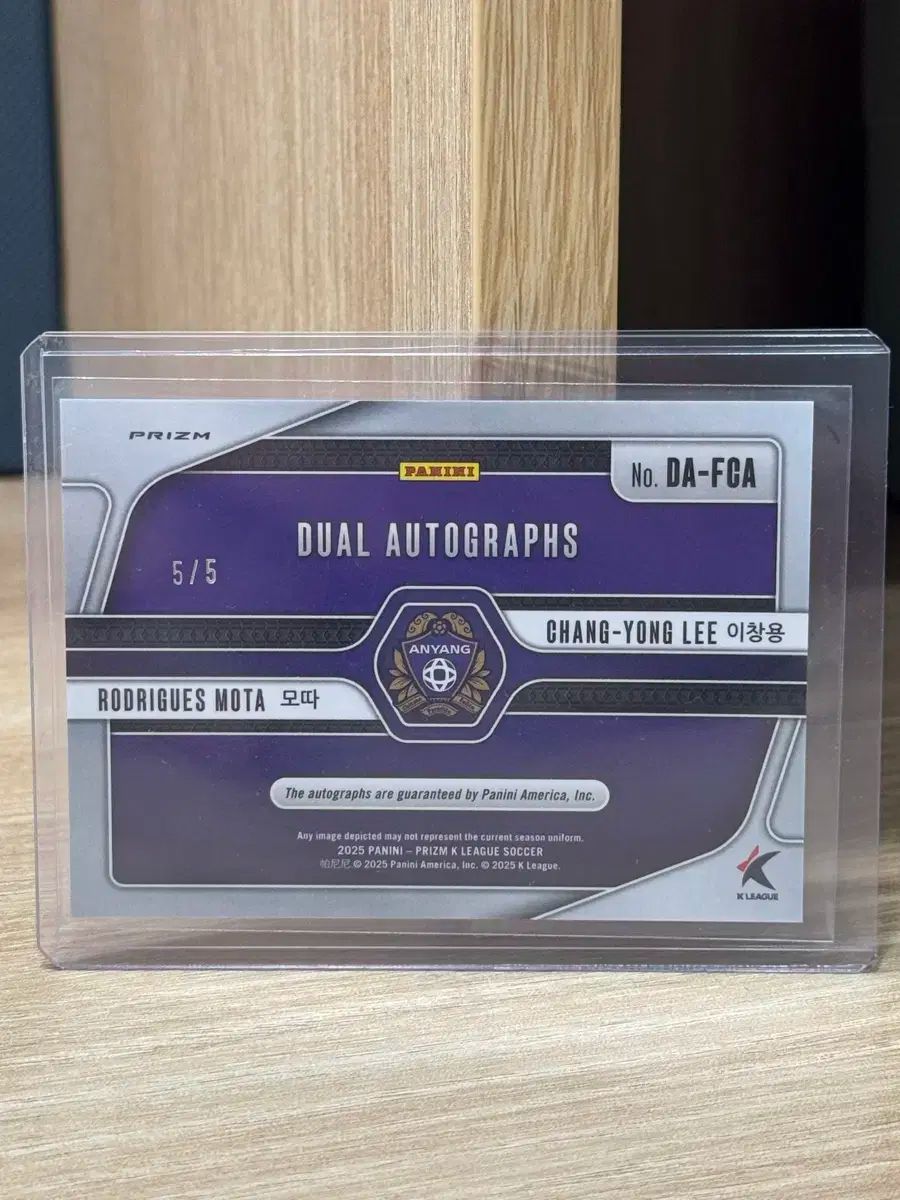 PRIZM
PANINI
No. DA-FCA
DUAL AUTOGRAPHS
5/5
ANYANG
CHANG-YONG LEE 이창용
RODRIGUES MOTA 모따
The autographs are guaranteed by Panini America, Inc.
Any image depicted may not represent the current season uniform.
2025 PANINI – PRIZM K LEAGUE SOCCER
帕尼尼 © 2025 Panini America, Inc. © 2025 K League.
K LEAGUE